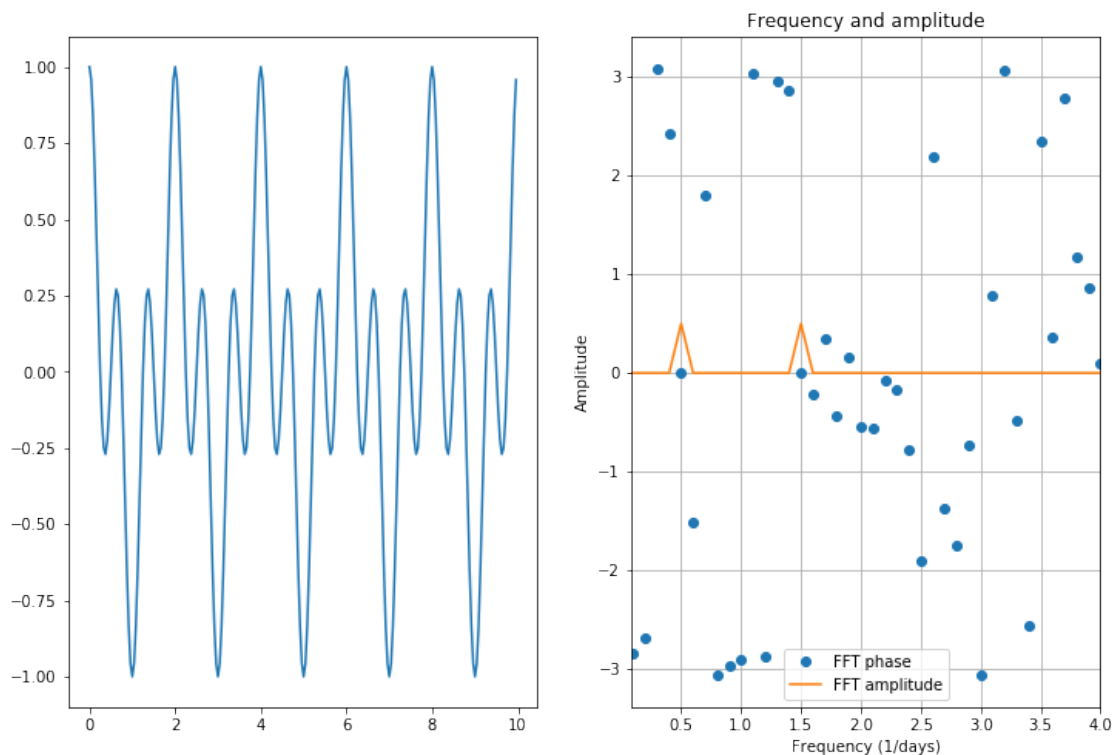 1.00
0.75
0.50
0.25
0.00
−0.25
−0.50
−0.75
−1.00
0 2 4 6 8 10
Frequency and amplitude
Amplitude
3
2
1
0
−1
−2
−3
FFT phase
FFT amplitude
0.5 1.0 1.5 2.0 2.5 3.0 3.5 4.0
Frequency (1/days)